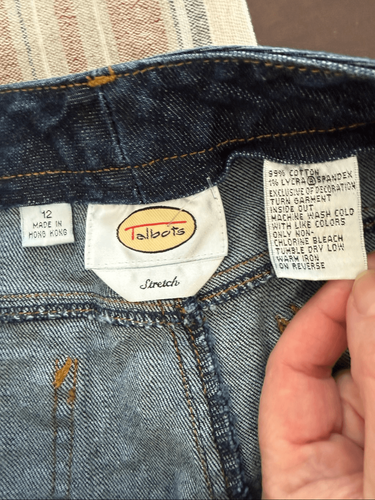 12
MADE IN
HONG KONG
Talbots
Stretch
99% COTTON
1% LYCRA® SPANDEX
EXCLUSIVE OF DECORATION
TURN GARMENT
INSIDE OUT
MACHINE WASH COLD
WITH LIKE COLORS
ONLY NON-
CHLORINE BLEACH
TUMBLE DRY LOW
WARM IRON
ON REVERSE